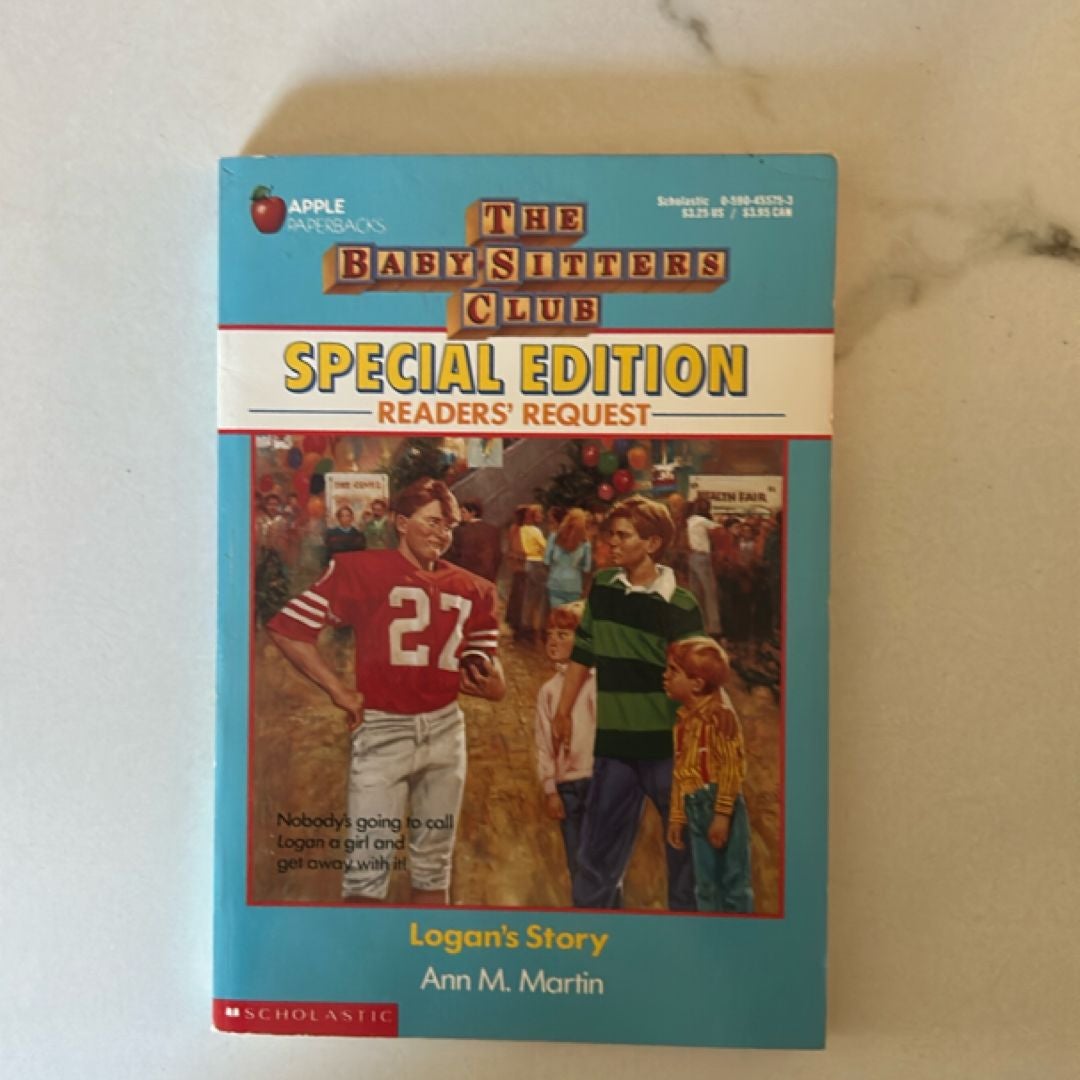 APPLE
PAPERBACKS
Scholastic 0-590-45575-3
$3.25 US / $3.95 CAN
THE
BABY-SITTERS
CLUB
SPECIAL EDITION
READERS' REQUEST
HEALTH FAIR
27
Nobody's going to call
Logan a girl and
get away with it!
Logan's Story
Ann M. Martin
SCHOLASTIC